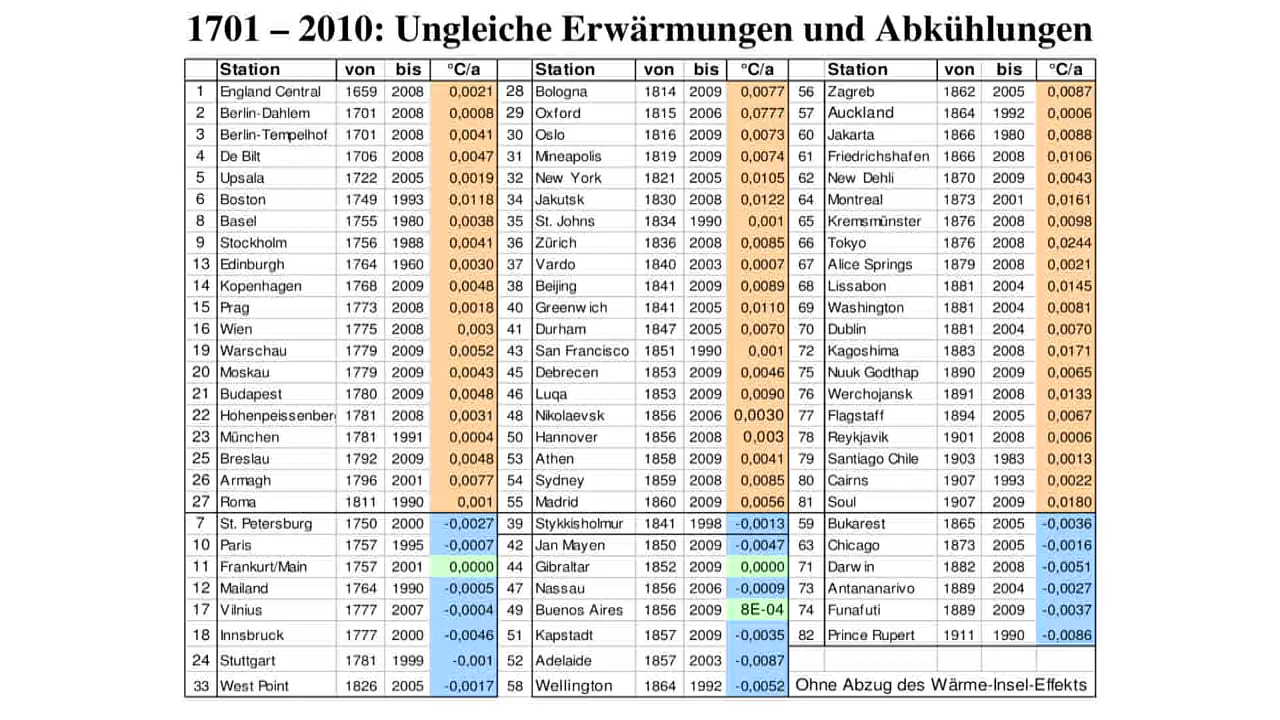 1701 – 2010: Ungleiche Erwärmungen und Abkühlungen
Station von bis °C/a Station von bis °C/a Station von bis °C/a
1 England Central 1659 2008 0,0021 28 Bologna 1814 2009 0,0077 56 Zagreb 1862 2005 0,0087
2 Berlin-Dahlem 1701 2008 0,0008 29 Oxford 1815 2006 0,0777 57 Auckland 1864 1992 0,0006
3 Berlin-Tempelhof 1701 2008 0,0041 30 Oslo 1816 2009 0,0073 60 Jakarta 1866 1980 0,0088
4 De Bilt 1706 2008 0,0047 31 Mineapolis 1819 2009 0,0074 61 Friedrichshafen 1866 2008 0,0106
5 Upsala 1722 2005 0,0019 32 New York 1821 2005 0,0105 62 New Dehli 1870 2009 0,0043
6 Boston 1749 1993 0,0118 34 Jakutsk 1830 2008 0,0122 64 Montreal 1873 2001 0,0161
8 Basel 1755 1980 0,0038 35 St. Johns 1834 1990 0,001 65 Kremsmünster 1876 2008 0,0098
9 Stockholm 1756 1988 0,0041 36 Zürich 1836 2008 0,0085 66 Tokyo 1876 2008 0,0244
13 Edinburgh 1764 1960 0,0030 37 Vardo 1840 2003 0,0007 67 Alice Springs 1879 2008 0,0021
14 Kopenhagen 1768 2009 0,0048 38 Beijing 1841 2009 0,0089 68 Lissabon 1881 2004 0,0145
15 Prag 1773 2008 0,0018 40 Greenwich 1841 2005 0,0110 69 Washington 1881 2004 0,0081
16 Wien 1775 2008 0,003 41 Durham 1847 2005 0,0070 70 Dublin 1881 2004 0,0070
19 Warschau 1779 2009 0,0052 43 San Francisco 1851 1990 0,001 72 Kagoshima 1883 2008 0,0171
20 Moskau 1779 2009 0,0043 45 Debrecen 1853 2009 0,0046 75 Nuuk Godthap 1890 2009 0,0065
21 Budapest 1780 2009 0,0048 46 Luqa 1853 2009 0,0090 76 Werchojansk 1891 2008 0,0133
22 Hohenpeissenber 1781 2008 0,0031 48 Nikolaevsk 1856 2006 0,0030 77 Flagstaff 1894 2005 0,0067
23 München 1781 1991 0,0004 50 Hannover 1856 2008 0,003 78 Reykjavik 1901 2008 0,0006
25 Breslau 1792 2009 0,0048 53 Athen 1858 2009 0,0041 79 Santiago Chile 1903 1983 0,0013
26 Armagh 1796 2001 0,0077 54 Sydney 1859 2008 0,0085 80 Cairns 1907 1993 0,0022
27 Roma 1811 1990 0,001 55 Madrid 1860 2009 0,0056 81 Soul 1907 2009 0,0180
7 St. Petersburg 1750 2000 -0,0027 39 Stykkisholmur 1841 1998 -0,0013 59 Bukarest 1865 2005 -0,0036
10 Paris 1757 1995 -0,0007 42 Jan Mayen 1850 2009 -0,0047 63 Chicago 1873 2005 -0,0016
11 Frankurt/Main 1757 2001 0,0000 44 Gibraltar 1852 2009 0,0000 71 Darwin 1882 2008 -0,0051
12 Mailand 1764 1990 -0,0005 47 Nassau 1856 2006 -0,0009 73 Antananarivo 1889 2004 -0,0027
17 Vilnius 1777 2007 -0,0004 49 Buenos Aires 1856 2009 8E-04 74 Funafuti 1889 2009 -0,0037
18 Innsbruck 1777 2000 -0,0046 51 Kapstadt 1857 2009 -0,0035 82 Prince Rupert 1911 1990 -0,0086
24 Stuttgart 1781 1999 -0,001 52 Adelaide 1857 2003 -0,0087
33 West Point 1826 2005 -0,0017 58 Wellington 1864 1992 -0,0052 Ohne Abzug des Wärme-Insel-Effekts